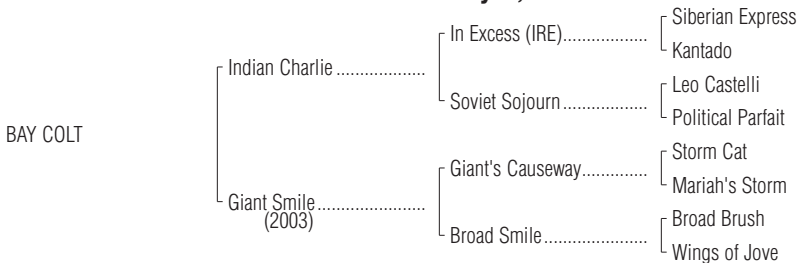 Siberian Express
In Excess (IRE)..................
Kantado
Indian Charlie ...................
Leo Castelli
Soviet Sojourn..................
Political Parfait
BAY COLT
Storm Cat
Giant's Causeway..............
Mariah's Storm
Giant Smile.......................
(2003)
Broad Brush
Broad Smile......................
Wings of Jove